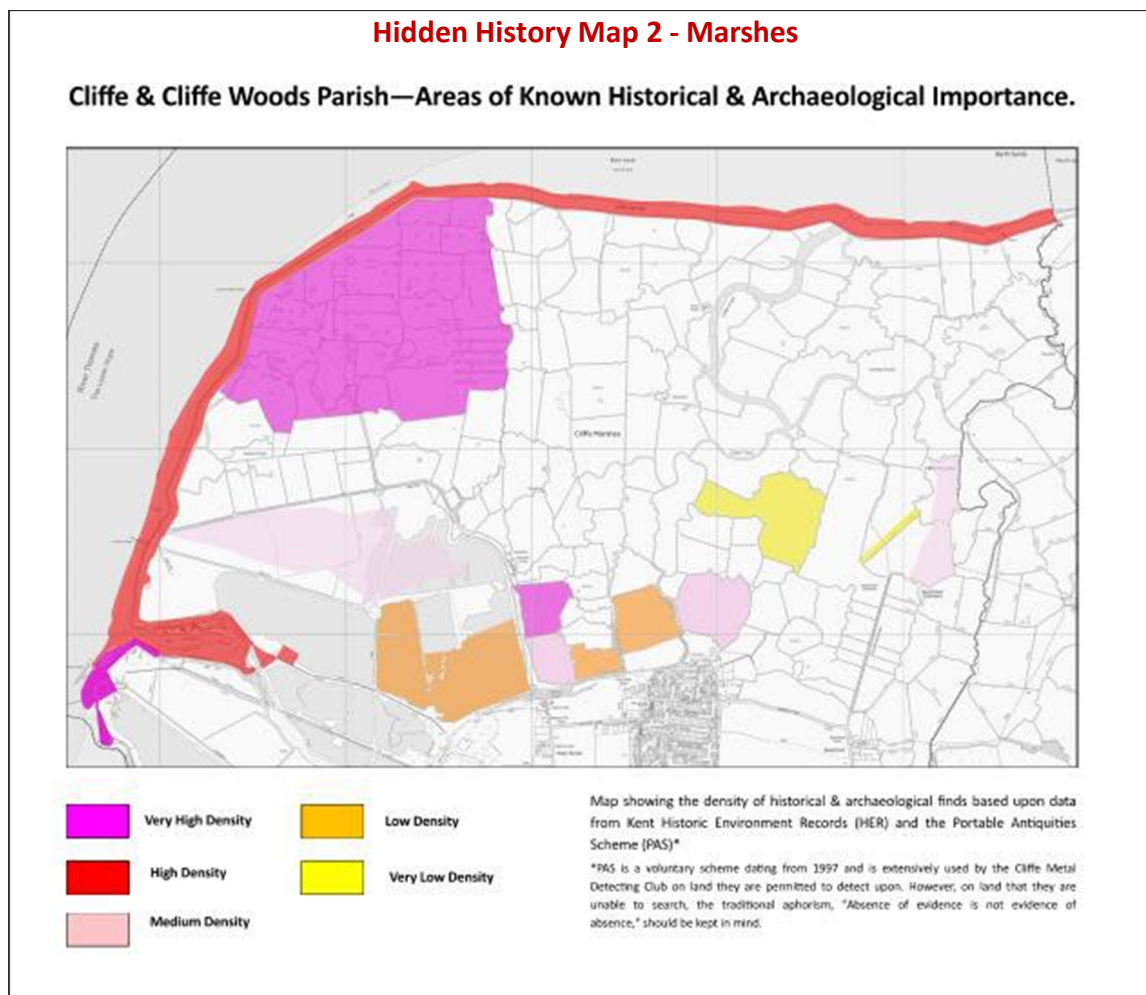 Hidden History Map 2 - Marshes
Cliffe & Cliffe Woods Parish—Areas of Known Historical & Archaeological Importance.
River Thames
Cliffe Marshes
Very High Density
Low Density
High Density
Very Low Density
Medium Density
Map showing the density of historical & archaeological finds based upon data
from Kent Historic Environment Records (HER) and the Portable Antiquities
Scheme (PAS)*
*PAS is a voluntary scheme dating from 1997 and is extensively used by the Cliffe Metal
Detecting Club on land they are permitted to detect upon. However, on land that they are
unable to search, the traditional aphorism, "Absence of evidence is not evidence of
absence," should be kept in mind.